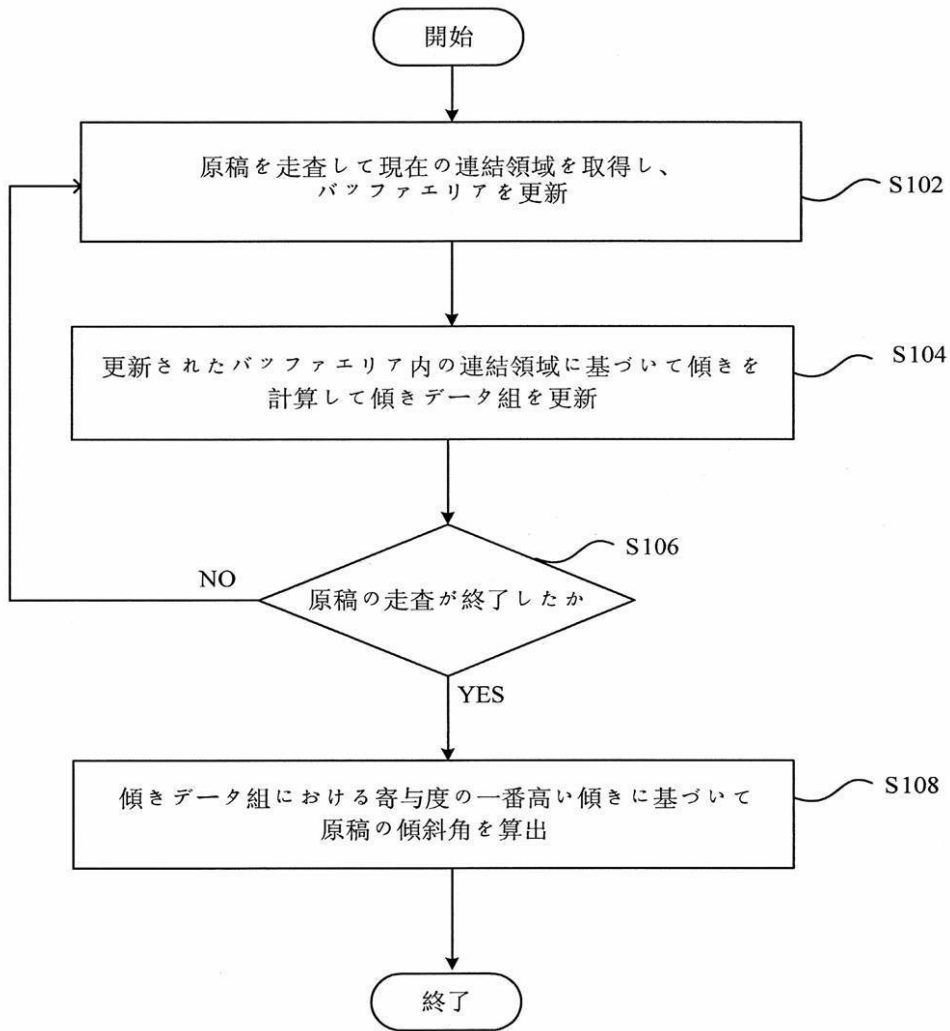 開始
原稿を走査して現在の連結領域を取得し、
バッファエリアを更新
S102
更新されたバッファエリア内の連結領域に基づいて傾きを
計算して傾きデータ組を更新
S104
S106
NO
原稿の走査が終了したか
YES
傾きデータ組における寄与度の一番高い傾きに基づいて
原稿の傾斜角を算出
S108
終了